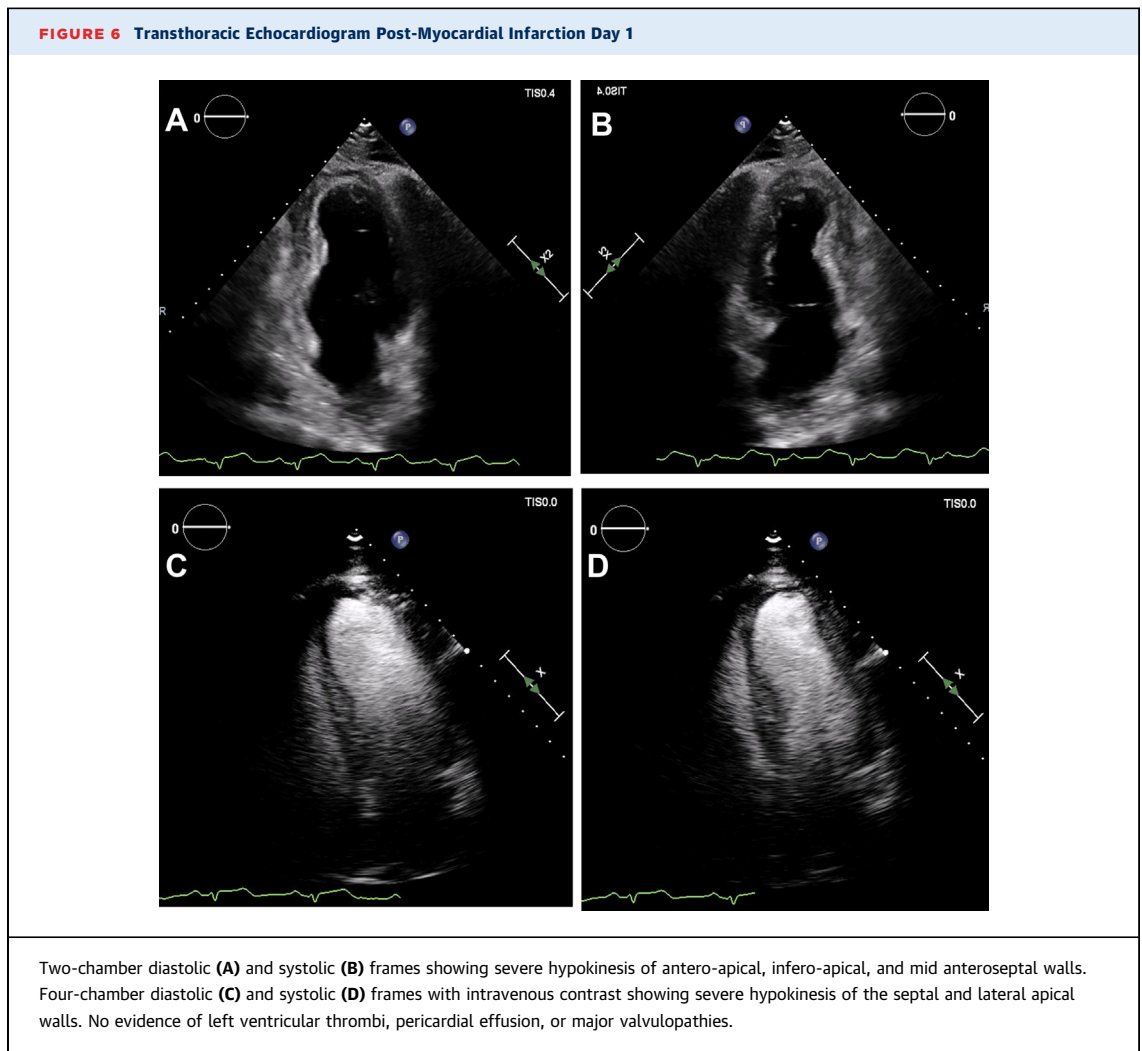 FIGURE 6 Transthoracic Echocardiogram Post-Myocardial Infarction Day 1
A
0
P
TIS0.4
X2
R
B
TIS0.4
P
0
X2
R
C
0
P
TIS0.0
X
D
0
P
TIS0.0
X
Two-chamber diastolic (A) and systolic (B) frames showing severe hypokinesis of antero-apical, infero-apical, and mid anteroseptal walls.
Four-chamber diastolic (C) and systolic (D) frames with intravenous contrast showing severe hypokinesis of the septal and lateral apical
walls. No evidence of left ventricular thrombi, pericardial effusion, or major valvulopathies.